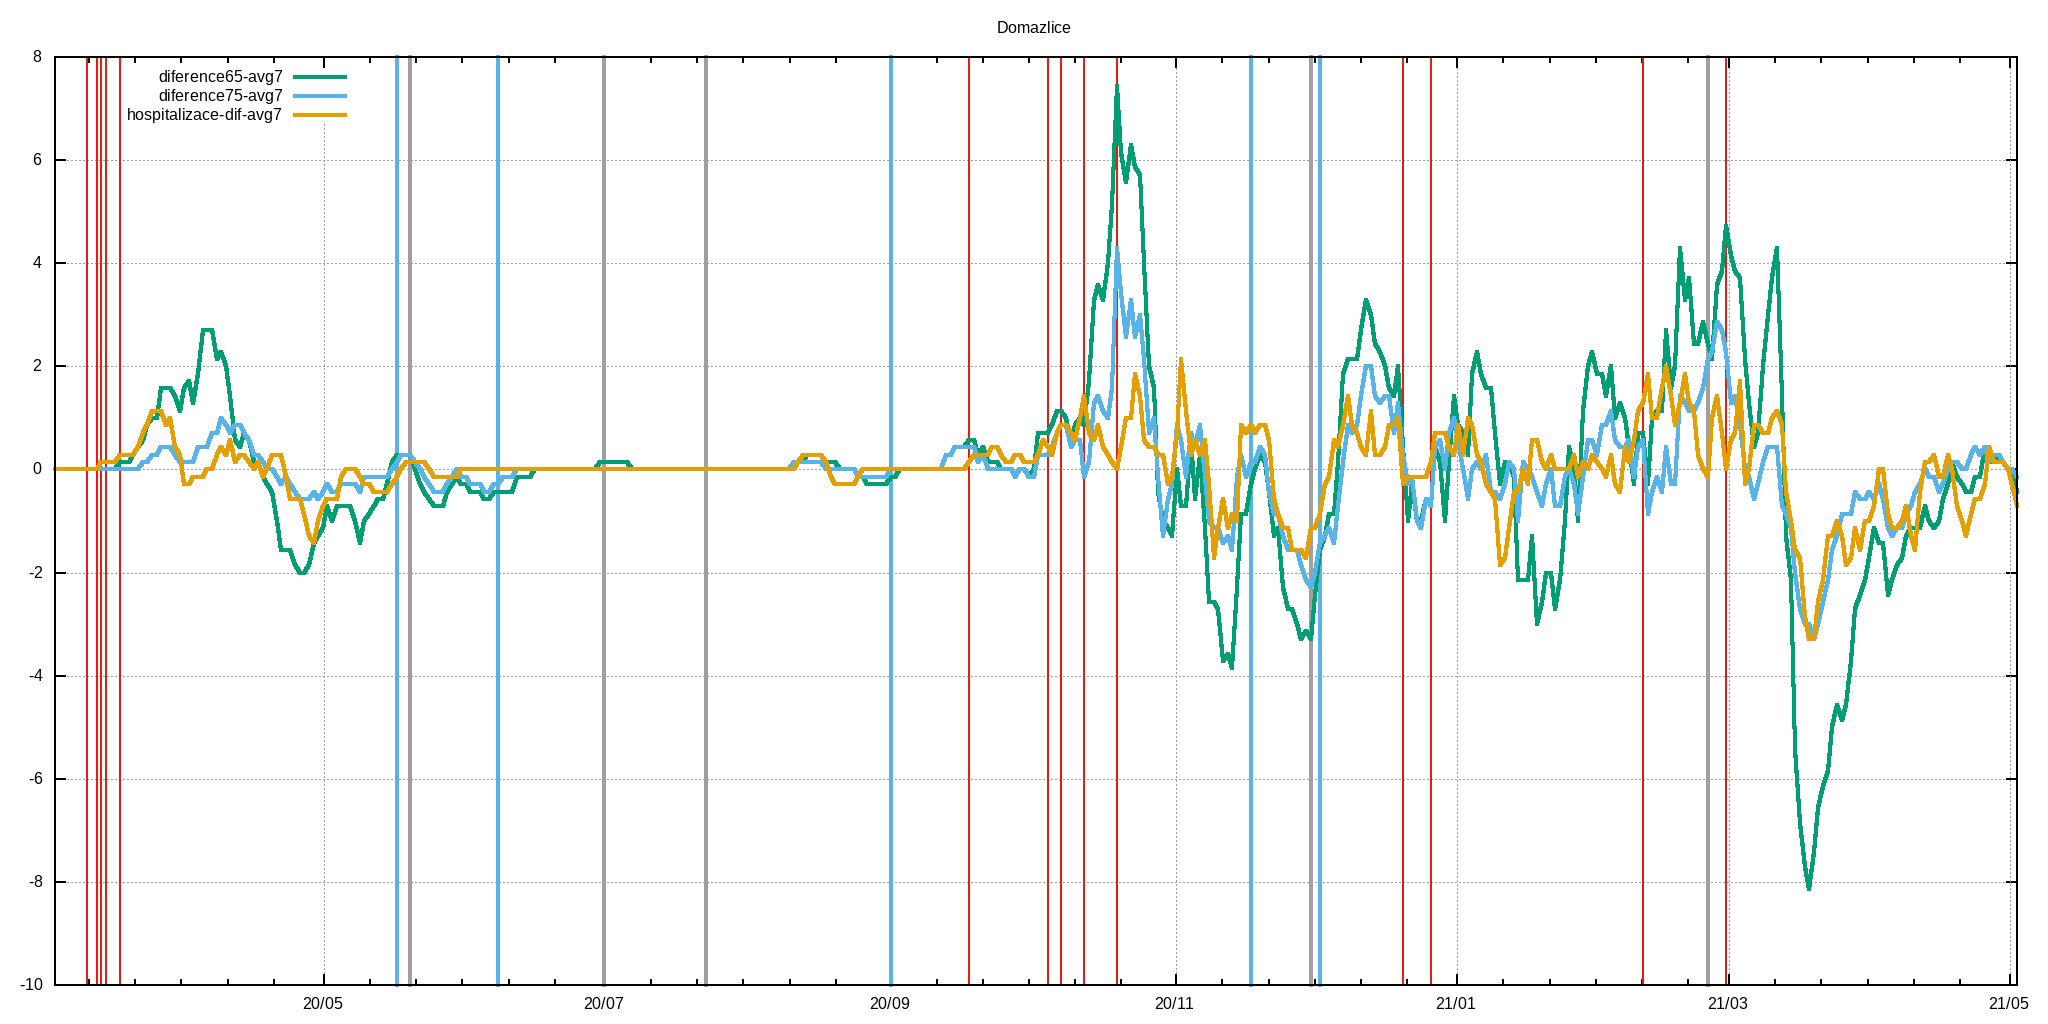 Domazlice
8
diference65-avg7
diference75-avg7
hospitalizace-dif-avg7
6
4
2
0
-2
-4
-6
-8
-10
20/05 20/07 20/09 20/11 21/01 21/03 21/05